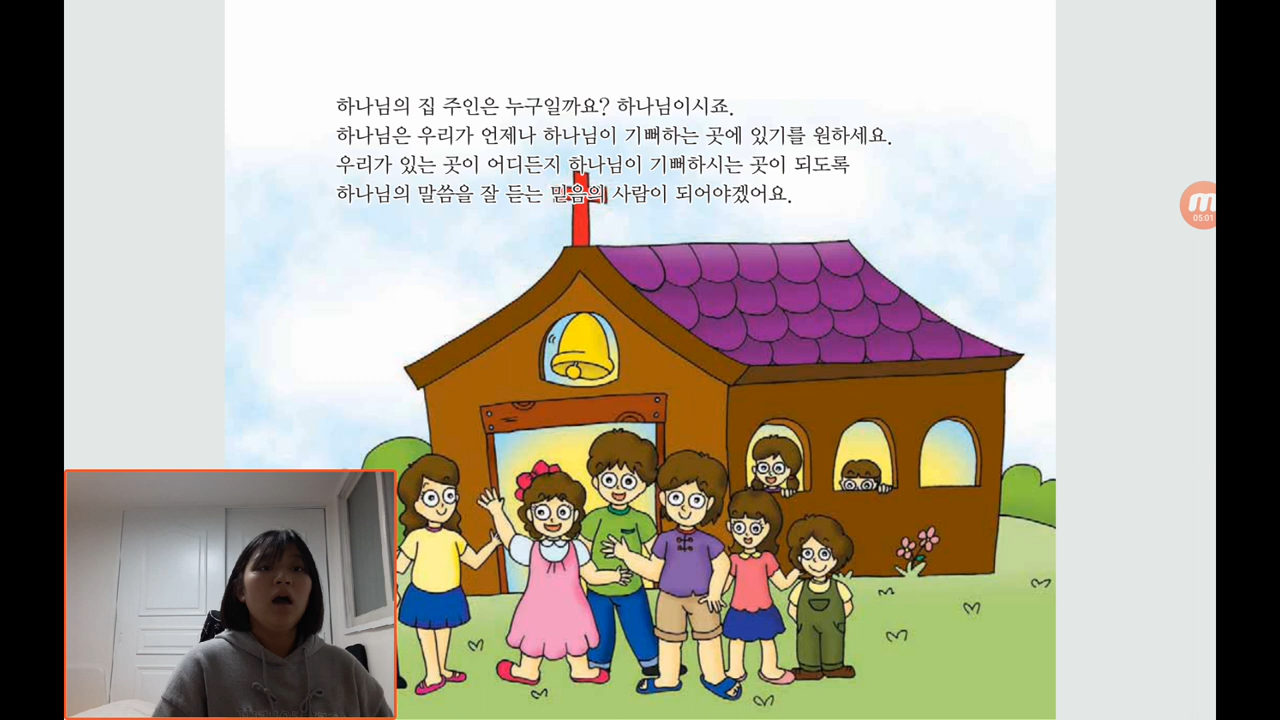 하나님의 집 주인은 누구일까요? 하나님이시죠.
하나님은 우리가 언제나 하나님이 기뻐하는 곳에 있기를 원하세요.
우리가 있는 곳이 어디든지 하나님이 기뻐하시는 곳이 되도록
하나님의 말씀을 잘 듣는 믿음의 사람이 되어야겠어요.
m
05:01